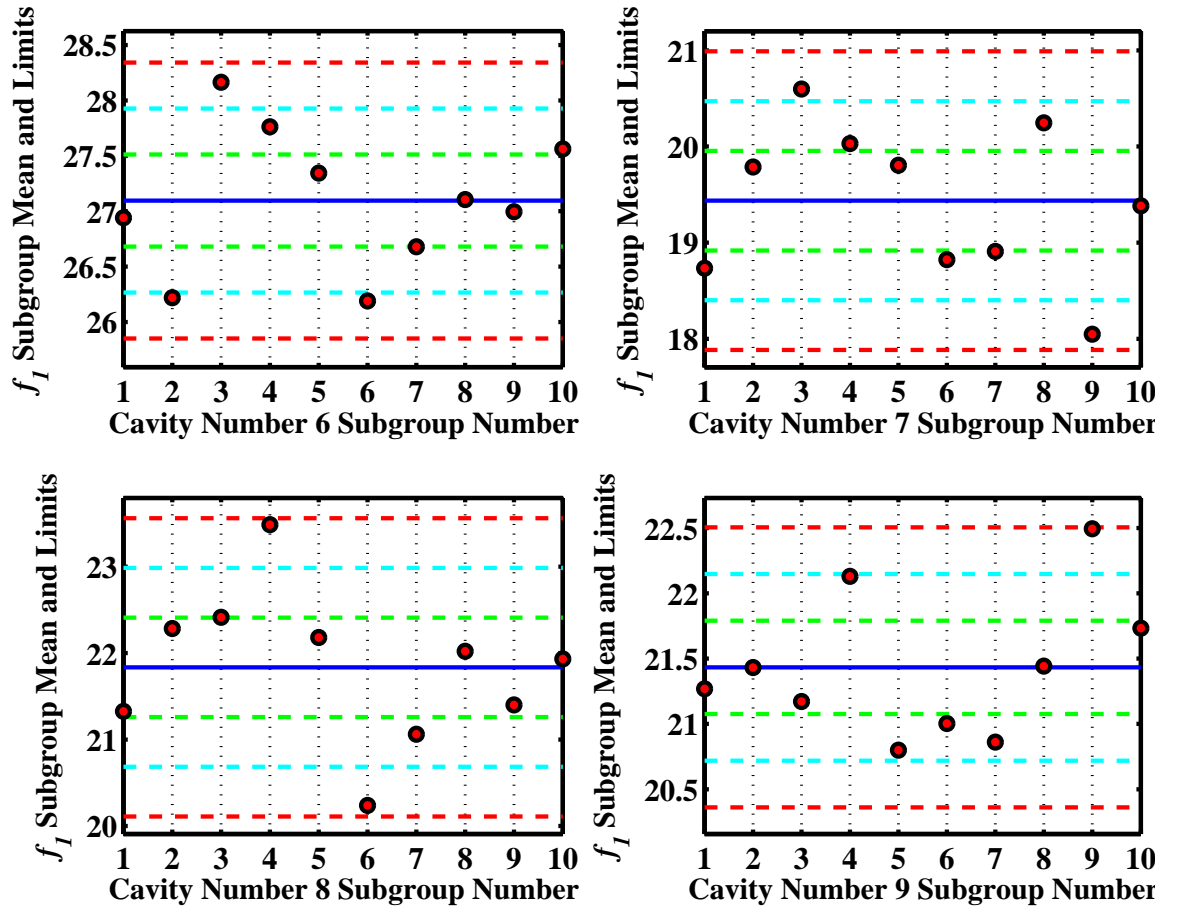 f1 Subgroup Mean and Limits
28.5
28
27.5
27
26.5
26
1 2 3 4 5 6 7 8 9 10
Cavity Number 6 Subgroup Number
f1 Subgroup Mean and Limits
21
20
19
18
1 2 3 4 5 6 7 8 9 10
Cavity Number 7 Subgroup Number
f1 Subgroup Mean and Limits
23
22
21
20
1 2 3 4 5 6 7 8 9 10
Cavity Number 8 Subgroup Number
f1 Subgroup Mean and Limits
22.5
22
21.5
21
20.5
1 2 3 4 5 6 7 8 9 10
Cavity Number 9 Subgroup Number